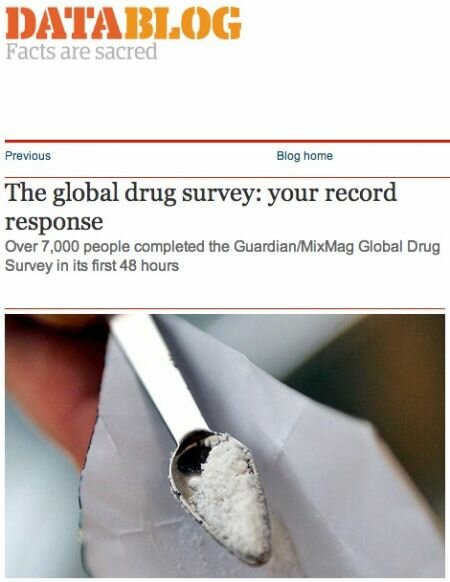 DATABLOG
Facts are sacred
Previous
Blog home
The global drug survey: your record
response
Over 7,000 people completed the Guardian/MixMag Global Drug
Survey in its first 48 hours